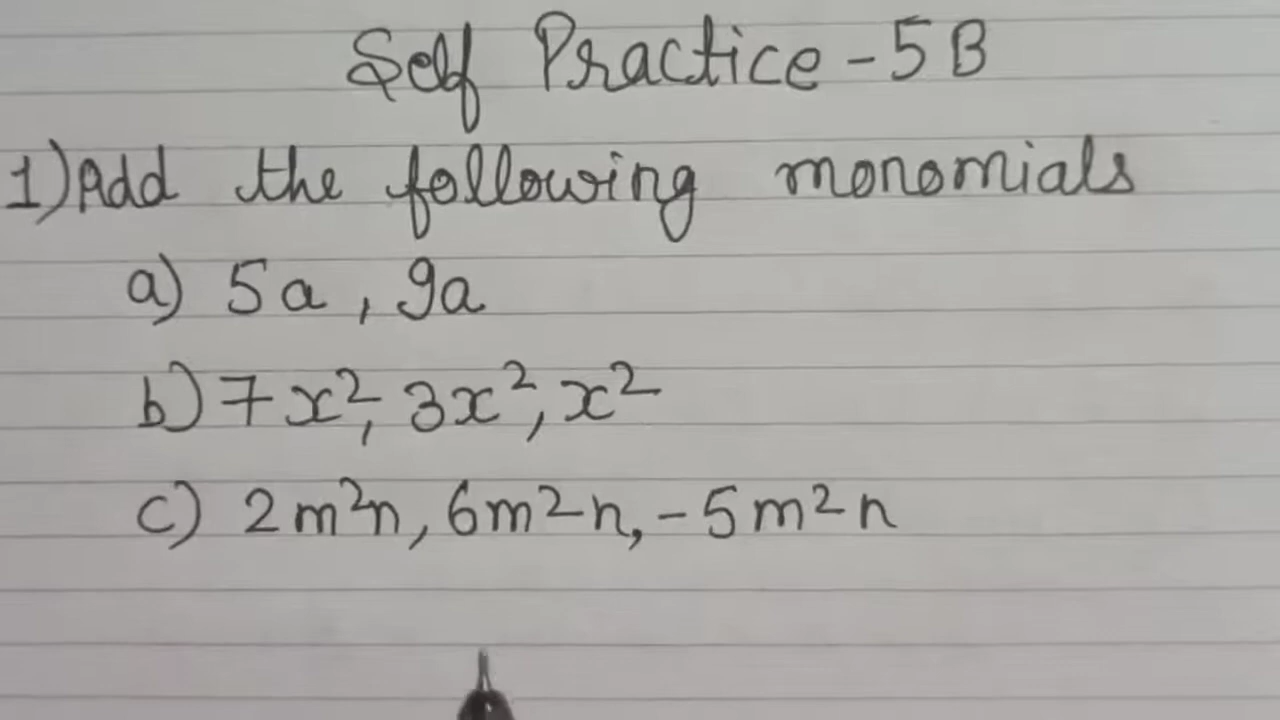 Self Practice - 5B
1) Add the following monomials
a) 5a, 9a
b) 7x², 3x², x²
c) 2m²n, 6m²n, -5m²n